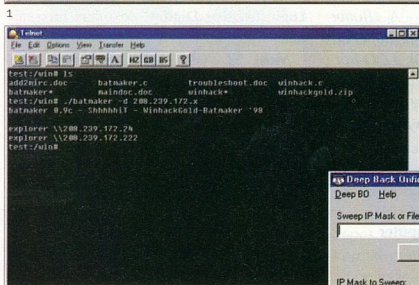 1
Telnet
File Edit Options View Transfer Help
HZ GB B5
test:/win# ls
add2mirc.doc batmaker.c troubleshoot.doc winhack.c
batmaker* maindoc.doc winhack* winhackgold.zip
test:/win# ./batmaker -d 208.239.172.x
batmaker 0.9c - ShhhhhiT - WinhackGold-Batmaker '98
explorer \\208.239.172.24
explorer \\208.239.172.222
test:/win#
Deep Back
Deep BO Help
Sweep IP Mask or File
IP Mask to Sweep: